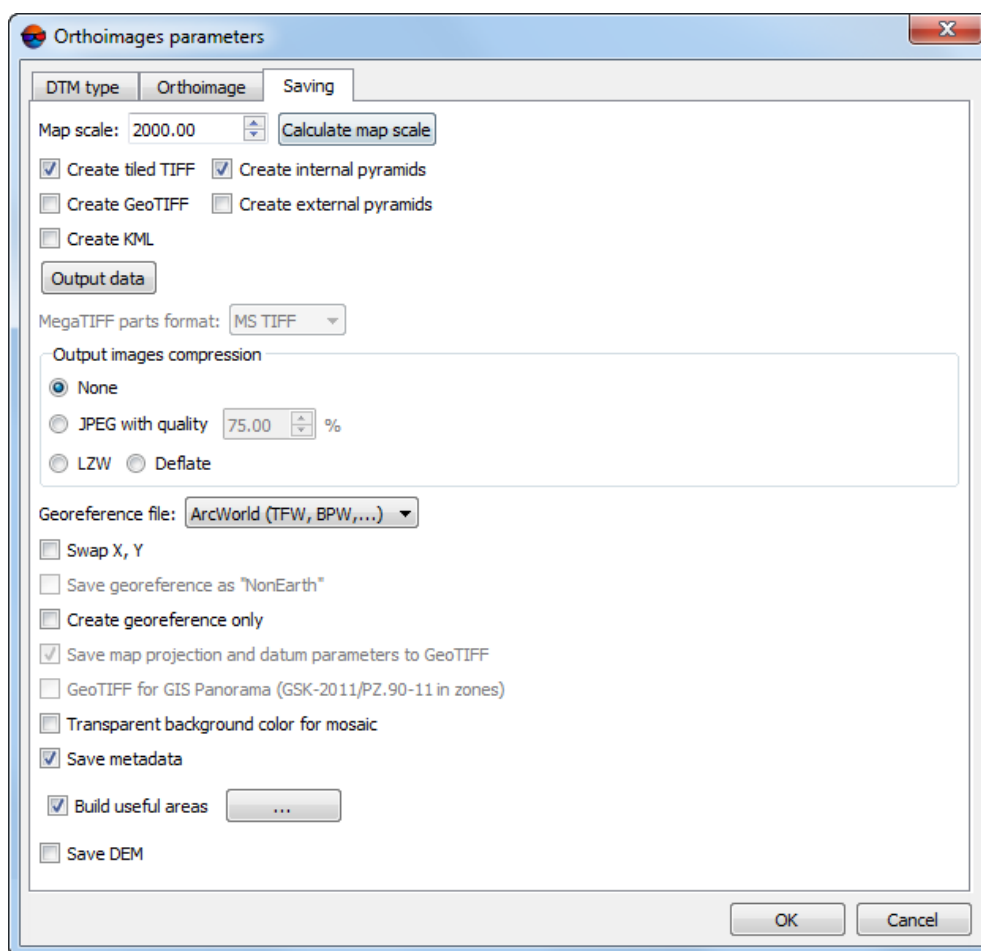 Orthoimages parameters
DTM type Orthoimage Saving
Map scale: 2000.00 Calculate map scale
Create tiled TIFF Create internal pyramids
Create GeoTIFF Create external pyramids
Create KML
Output data
MegaTIFF parts format: MS TIFF
Output images compression
None
JPEG with quality 75.00 %
LZW Deflate
Georeference file: ArcWorld (TFW, BPW,...)
Swap X, Y
Save georeference as "NonEarth"
Create georeference only
Save map projection and datum parameters to GeoTIFF
GeoTIFF for GIS Panorama (GSK-2011/PZ.90-11 in zones)
Transparent background color for mosaic
Save metadata
Build useful areas ...
Save DEM
OK Cancel